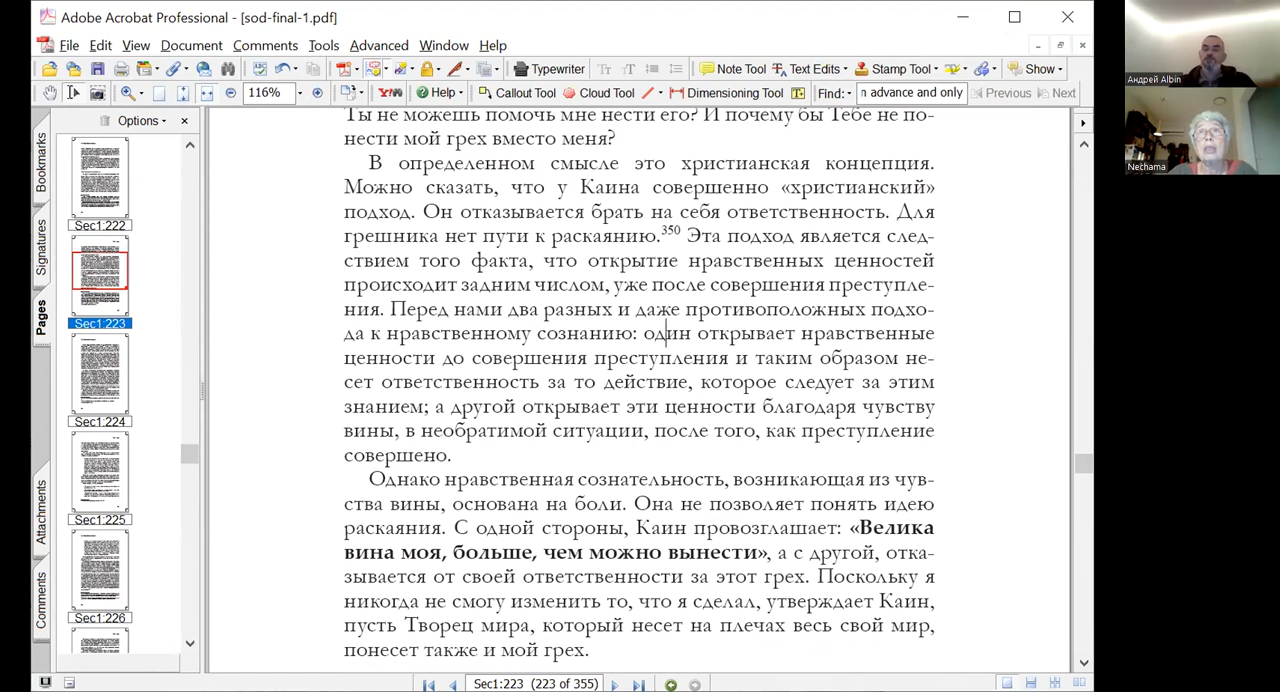 Adobe Acrobat Professional - [sod-final-1.pdf]
File Edit View Document Comments Tools Advanced Window Help
Typewriter Note Tool Text Edits Stamp Tool Show
116% Help Callout Tool Cloud Tool Dimensioning Tool Find: n advance and only Previous Next
Options
Bookmarks
Signatures
Pages
Attachments
Comments
Sec1:222
Sec1:223
Sec1:224
Sec1:225
Sec1:226
Ты не можешь помочь мне нести его? И почему бы Тебе не по-
нести мой грех вместо меня?
В определенном смысле это христианская концепция.
Можно сказать, что у Каина совершенно «христианский»
подход. Он отказывается брать на себя ответственность. Для
грешника нет пути к раскаянию.350 Эта подход является след-
ствием того факта, что открытие нравственных ценностей
происходит задним числом, уже после совершения преступле-
ния. Перед нами два разных и даже противоположных подхо-
да к нравственному сознанию: один открывает нравственные
ценности до совершения преступления и таким образом не-
сет ответственность за то действие, которое следует за этим
знанием; а другой открывает эти ценности благодаря чувству
вины, в необратимой ситуации, после того, как преступление
совершено.
Однако нравственная сознательность, возникающая из чув-
ства вины, основана на боли. Она не позволяет понять идею
раскаяния. С одной стороны, Каин провозглашает: «Велика
вина моя, больше, чем можно вынести», а с другой, отка-
зывается от своей ответственности за этот грех. Поскольку я
никогда не смогу изменить то, что я сделал, утверждает Каин,
пусть Творец мира, который несет на плечах весь свой мир,
понесет также и мой грех.
Sec1:223 (223 of 355)
Андрей Albin
Nechama